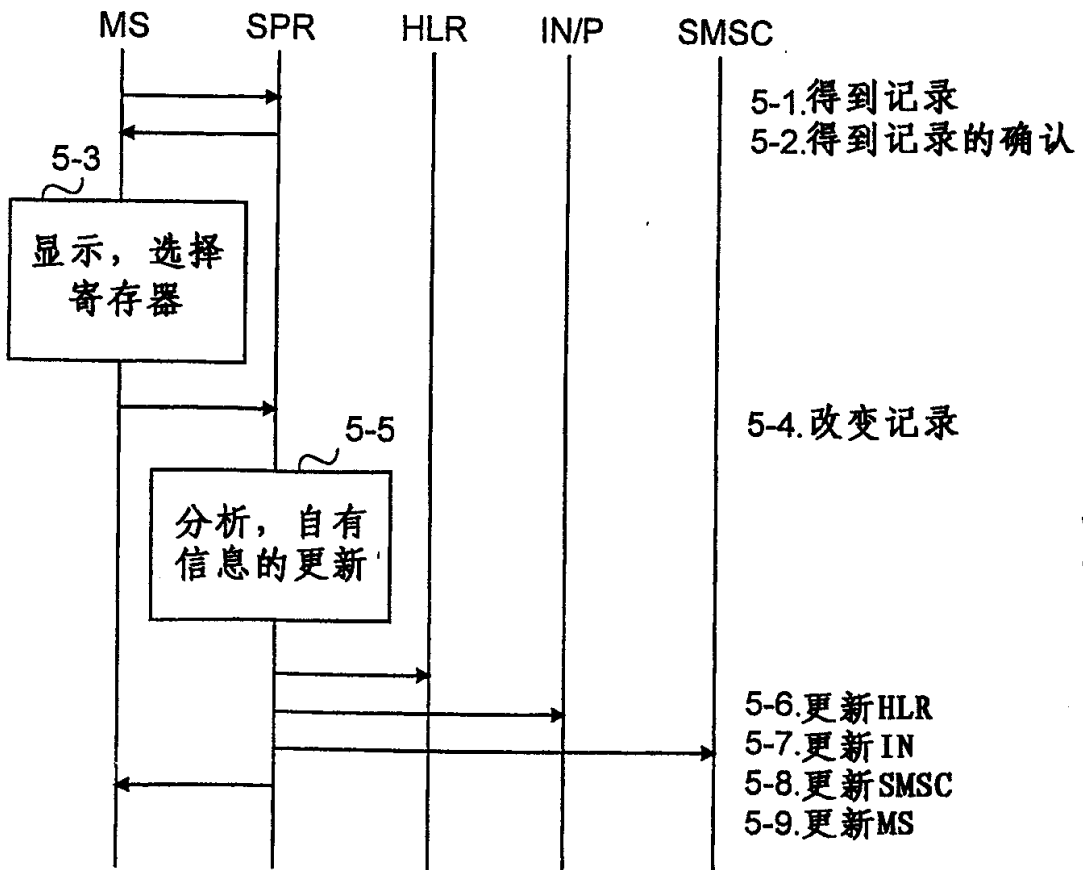 MS SPR HLR IN/P SMSC
5-1.得到记录
5-2.得到记录的确认
5-3
显示，选择
寄存器
5-4.改变记录
5-5
分析，自有
信息的更新
5-6.更新HLR
5-7.更新IN
5-8.更新SMSC
5-9.更新MS